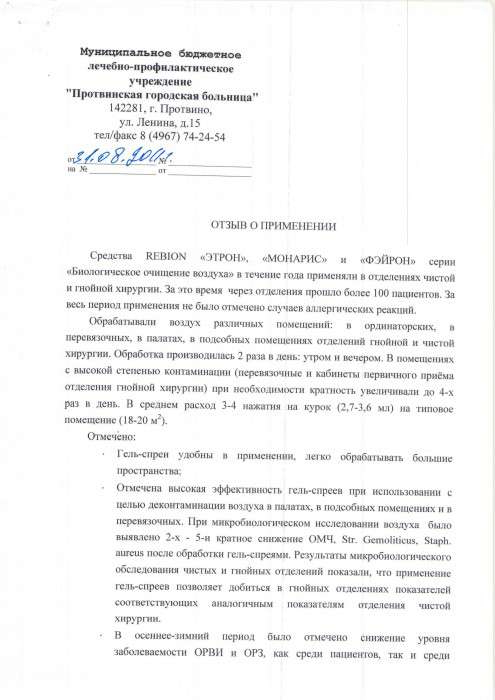 Муниципальное бюджетное
лечебно-профилактическое
учреждение
"Протвинская городская больница"
142281, г. Протвино,
ул. Ленина, д.15
тел/факс 8 (4967) 74-24-54
от 31.08.2011. №
на № от
ОТЗЫВ О ПРИМЕНЕНИИ
Средства REBION «ЭТРОН», «МОНАРИС» и «ФЭЙРОН» серии
«Биологическое очищение воздуха» в течение года применяли в отделениях чистой
и гнойной хирургии. За это время через отделения прошло более 100 пациентов. За
весь период применения не было отмечено случаев аллергических реакций.
Обрабатывали воздух различных помещений: в ординаторских, в
перевязочных, в палатах, в подсобных помещениях отделений гнойной и чистой
хирургии. Обработка производилась 2 раза в день: утром и вечером. В помещениях
с высокой степенью контаминации (перевязочные и кабинеты первичного приёма
отделения гнойной хирургии) при необходимости кратность увеличивали до 4-х
раз в день. В среднем расход 3-4 нажатия на курок (2,7-3,6 мл) на типовое
помещение (18-20 м²).
Отмечено:
· Гель-спреи удобны в применении, легко обрабатывать большие
пространства;
· Отмечена высокая эффективность гель-спреев при использовании с
целью деконтаминации воздуха в палатах, в подсобных помещениях и в
перевязочных. При микробиологическом исследовании воздуха было
выявлено 2-х - 5-и кратное снижение ОМЧ, Str. Gemoliticus, Staph.
aureus после обработки гель-спреями. Результаты микробиологического
обследования чистых и гнойных отделений показали, что применение
гель-спреев позволяет добиться в гнойных отделениях показателей
соответствующих аналогичным показателям отделения чистой
хирургии.
· В осеннее-зимний период было отмечено снижение уровня
заболеваемости ОРВИ и ОРЗ, как среди пациентов, так и среди